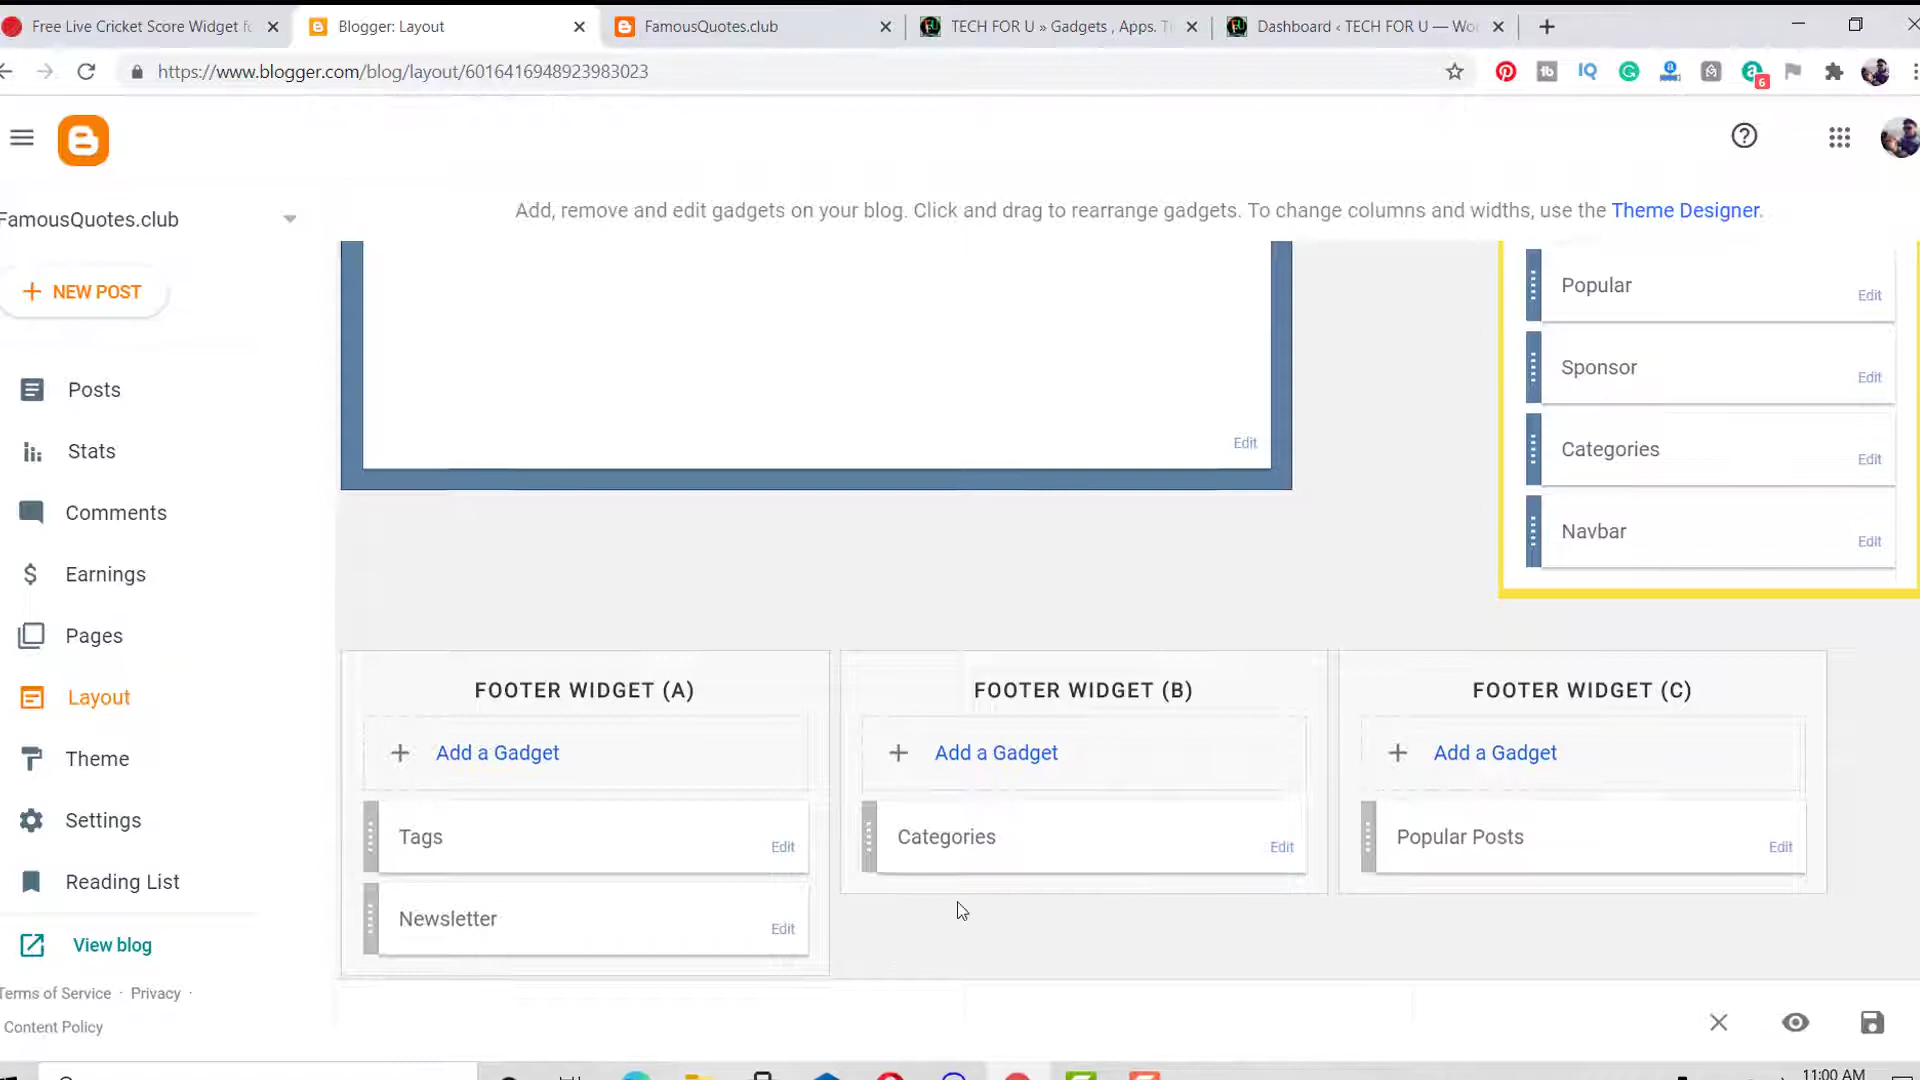 Free Live Cricket Score Widget fo
Blogger: Layout
FamousQuotes.club
TECH FOR U » Gadgets , Apps. Ti
Dashboard ‹ TECH FOR U — Wo
https://www.blogger.com/blog/layout/6016416948923983023
6
Add, remove and edit gadgets on your blog. Click and drag to rearrange gadgets. To change columns and widths, use the Theme Designer.
FamousQuotes.club
NEW POST
Posts
Stats
Comments
Earnings
Pages
Layout
Theme
Settings
Reading List
View blog
Terms of Service · Privacy ·
Content Policy
Edit
Popular
Edit
Sponsor
Edit
Categories
Edit
Navbar
Edit
FOOTER WIDGET (A)
Add a Gadget
Tags
Edit
Newsletter
Edit
FOOTER WIDGET (B)
Add a Gadget
Categories
Edit
FOOTER WIDGET (C)
Add a Gadget
Popular Posts
Edit
11:00 AM